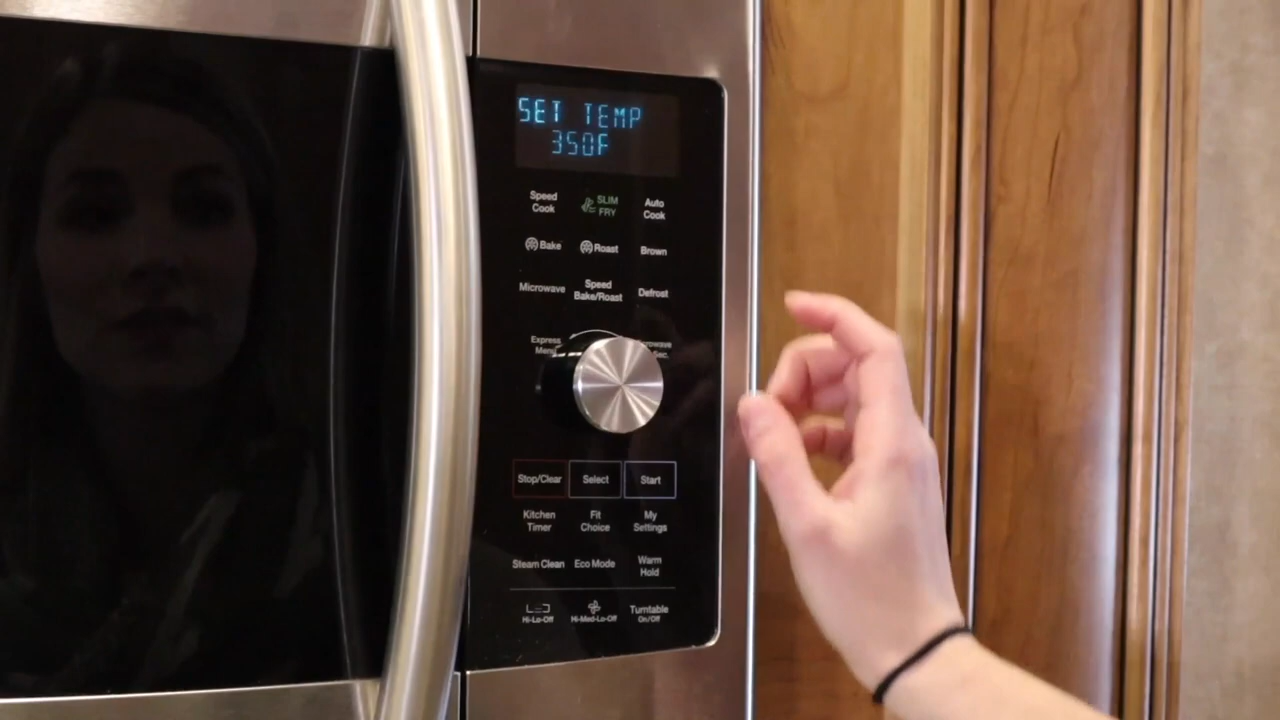 SET TEMP
350F
Speed Cook
SLIM FRY
Auto Cook
Bake
Roast
Brown
Microwave
Speed Bake/Roast
Defrost
Express
Sec.
Stop/Clear
Select
Start
Kitchen Timer
Fit Choice
My Settings
Steam Clean
Eco Mode
Warm Hold
Hi-Lo-Off
Hi-Med-Lo-Off
Turntable On/Off